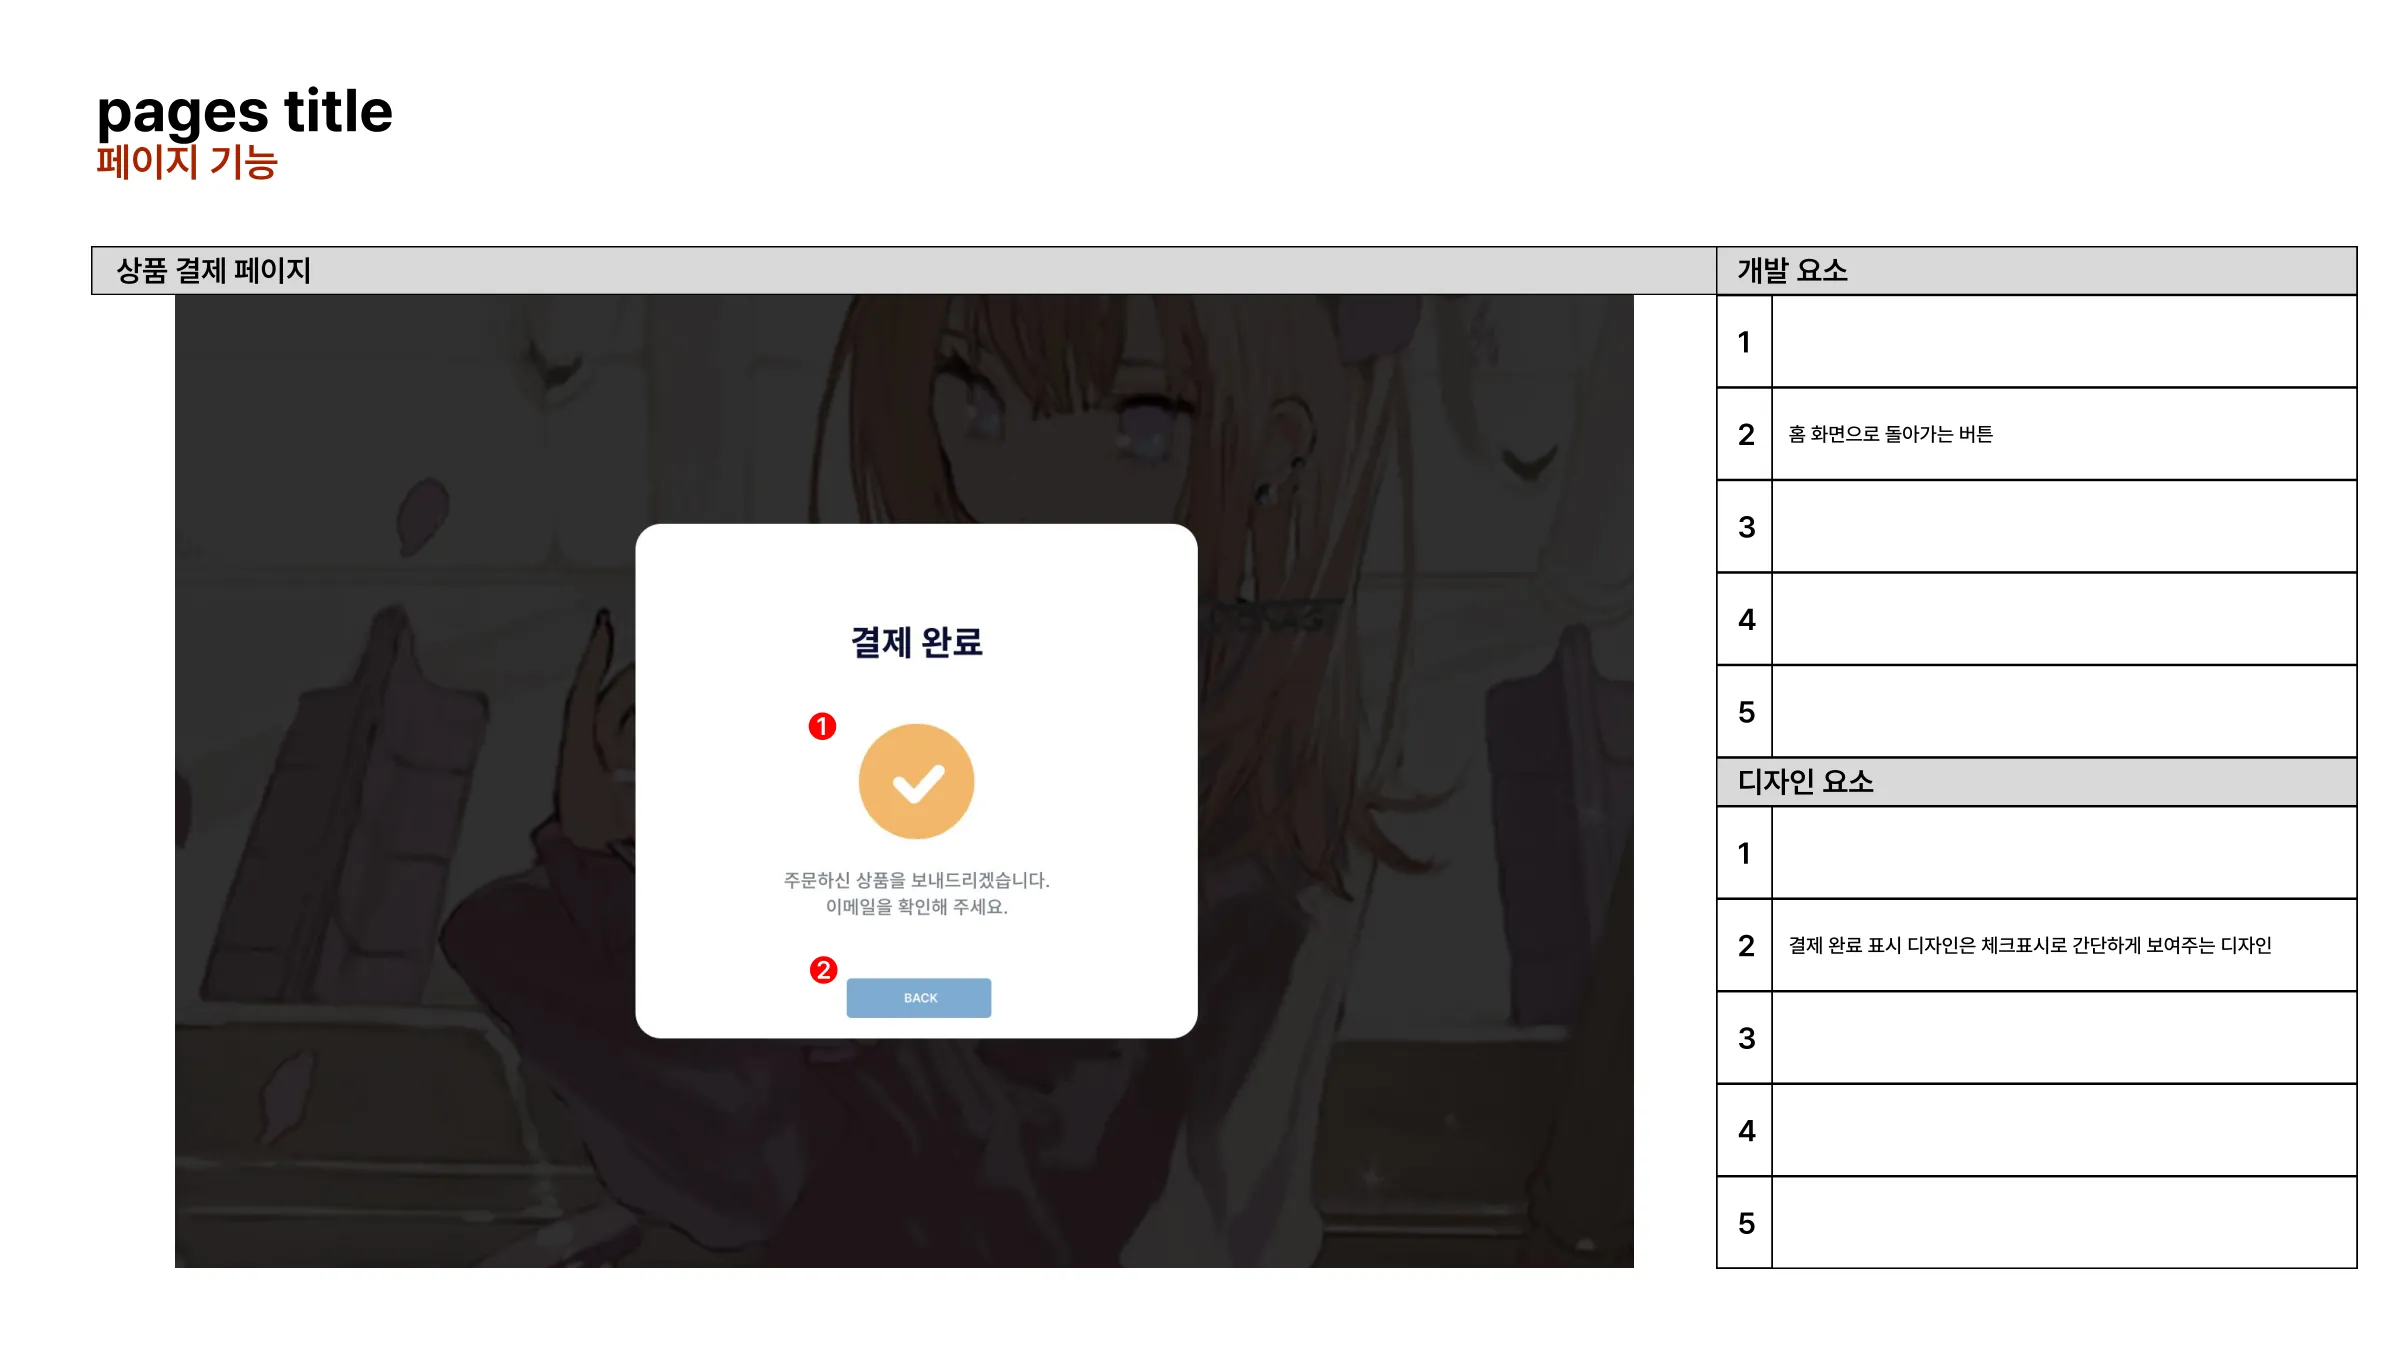 pages title
페이지 기능
상품 결제 페이지
결제 완료
1
주문하신 상품을 보내드리겠습니다.
이메일을 확인해 주세요.
2
BACK
개발 요소
1
2 홈 화면으로 돌아가는 버튼
3
4
5
디자인 요소
1
2 결제 완료 표시 디자인은 체크표시로 간단하게 보여주는 디자인
3
4
5